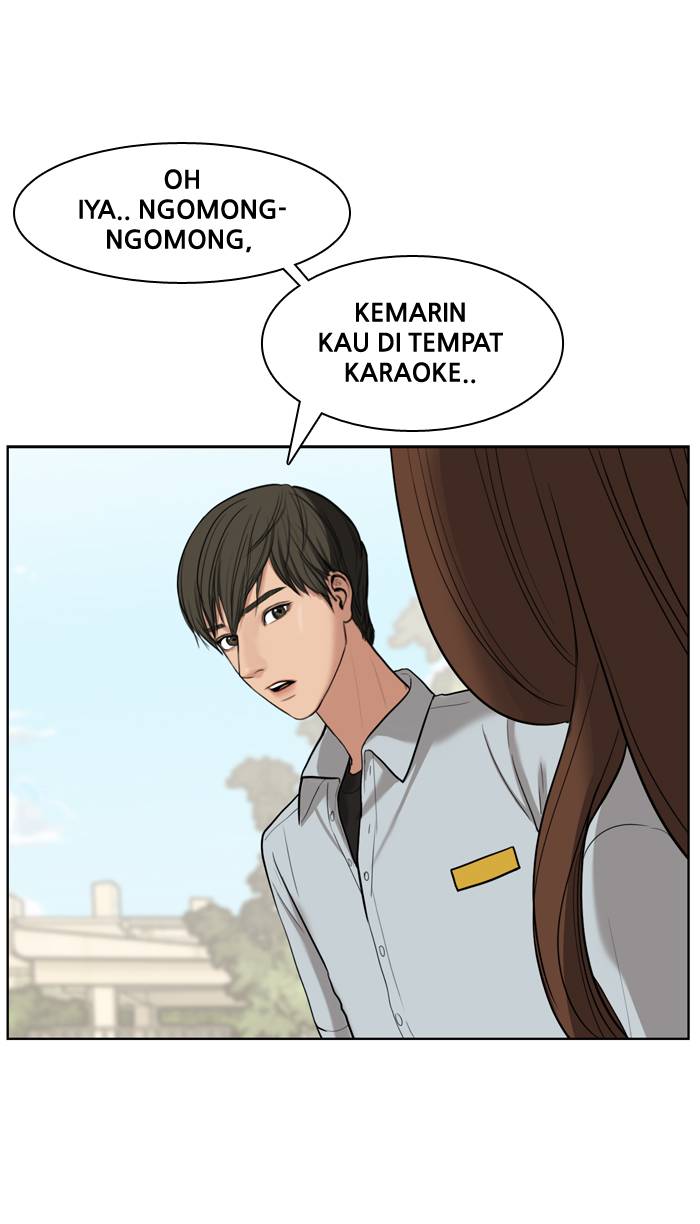 OH
IYA.. NGOMONG-
NGOMONG,
KEMARIN
KAU DI TEMPAT
KARAOKE..